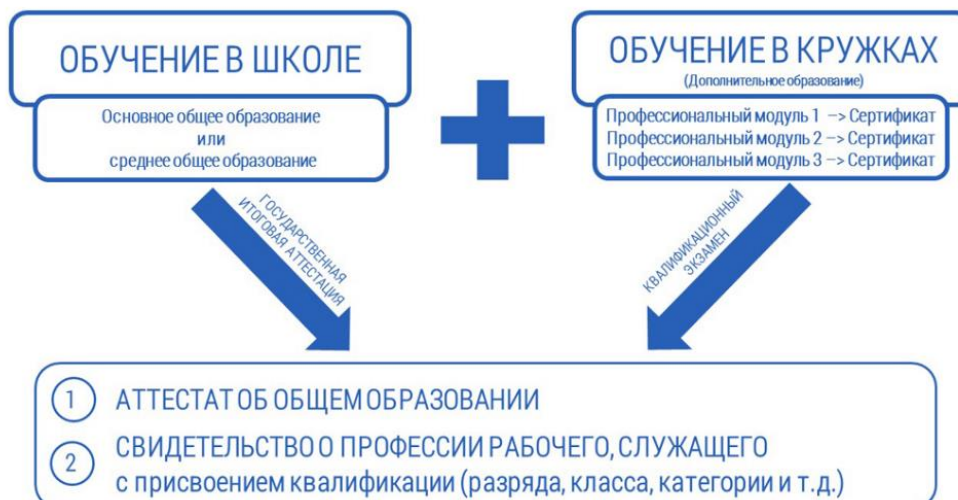 ОБУЧЕНИЕ В ШКОЛЕ
Основное общее образование
или
среднее общее образование
ОБУЧЕНИЕ В КРУЖКАХ
(Дополнительное образование)
Профессиональный модуль 1 –> Сертификат
Профессиональный модуль 2 –> Сертификат
Профессиональный модуль 3 –> Сертификат
ГОСУДАРСТВЕННАЯ
ИТОГОВАЯ АТТЕСТАЦИЯ
КВАЛИФИКАЦИОННЫЙ
ЭКЗАМЕН
1 АТТЕСТАТ ОБ ОБЩЕМ ОБРАЗОВАНИИ
2 СВИДЕТЕЛЬСТВО О ПРОФЕССИИ РАБОЧЕГО, СЛУЖАЩЕГО
с присвоением квалификации (разряда, класса, категории и т.д.)